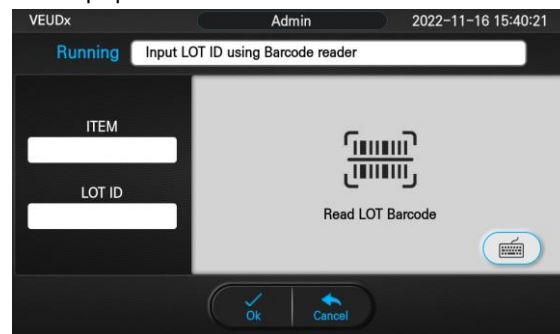 VEUDx Admin 2022-11-16 15:40:21
Running Input LOT ID using Barcode reader
ITEM
LOT ID
Read LOT Barcode
Ok Cancel